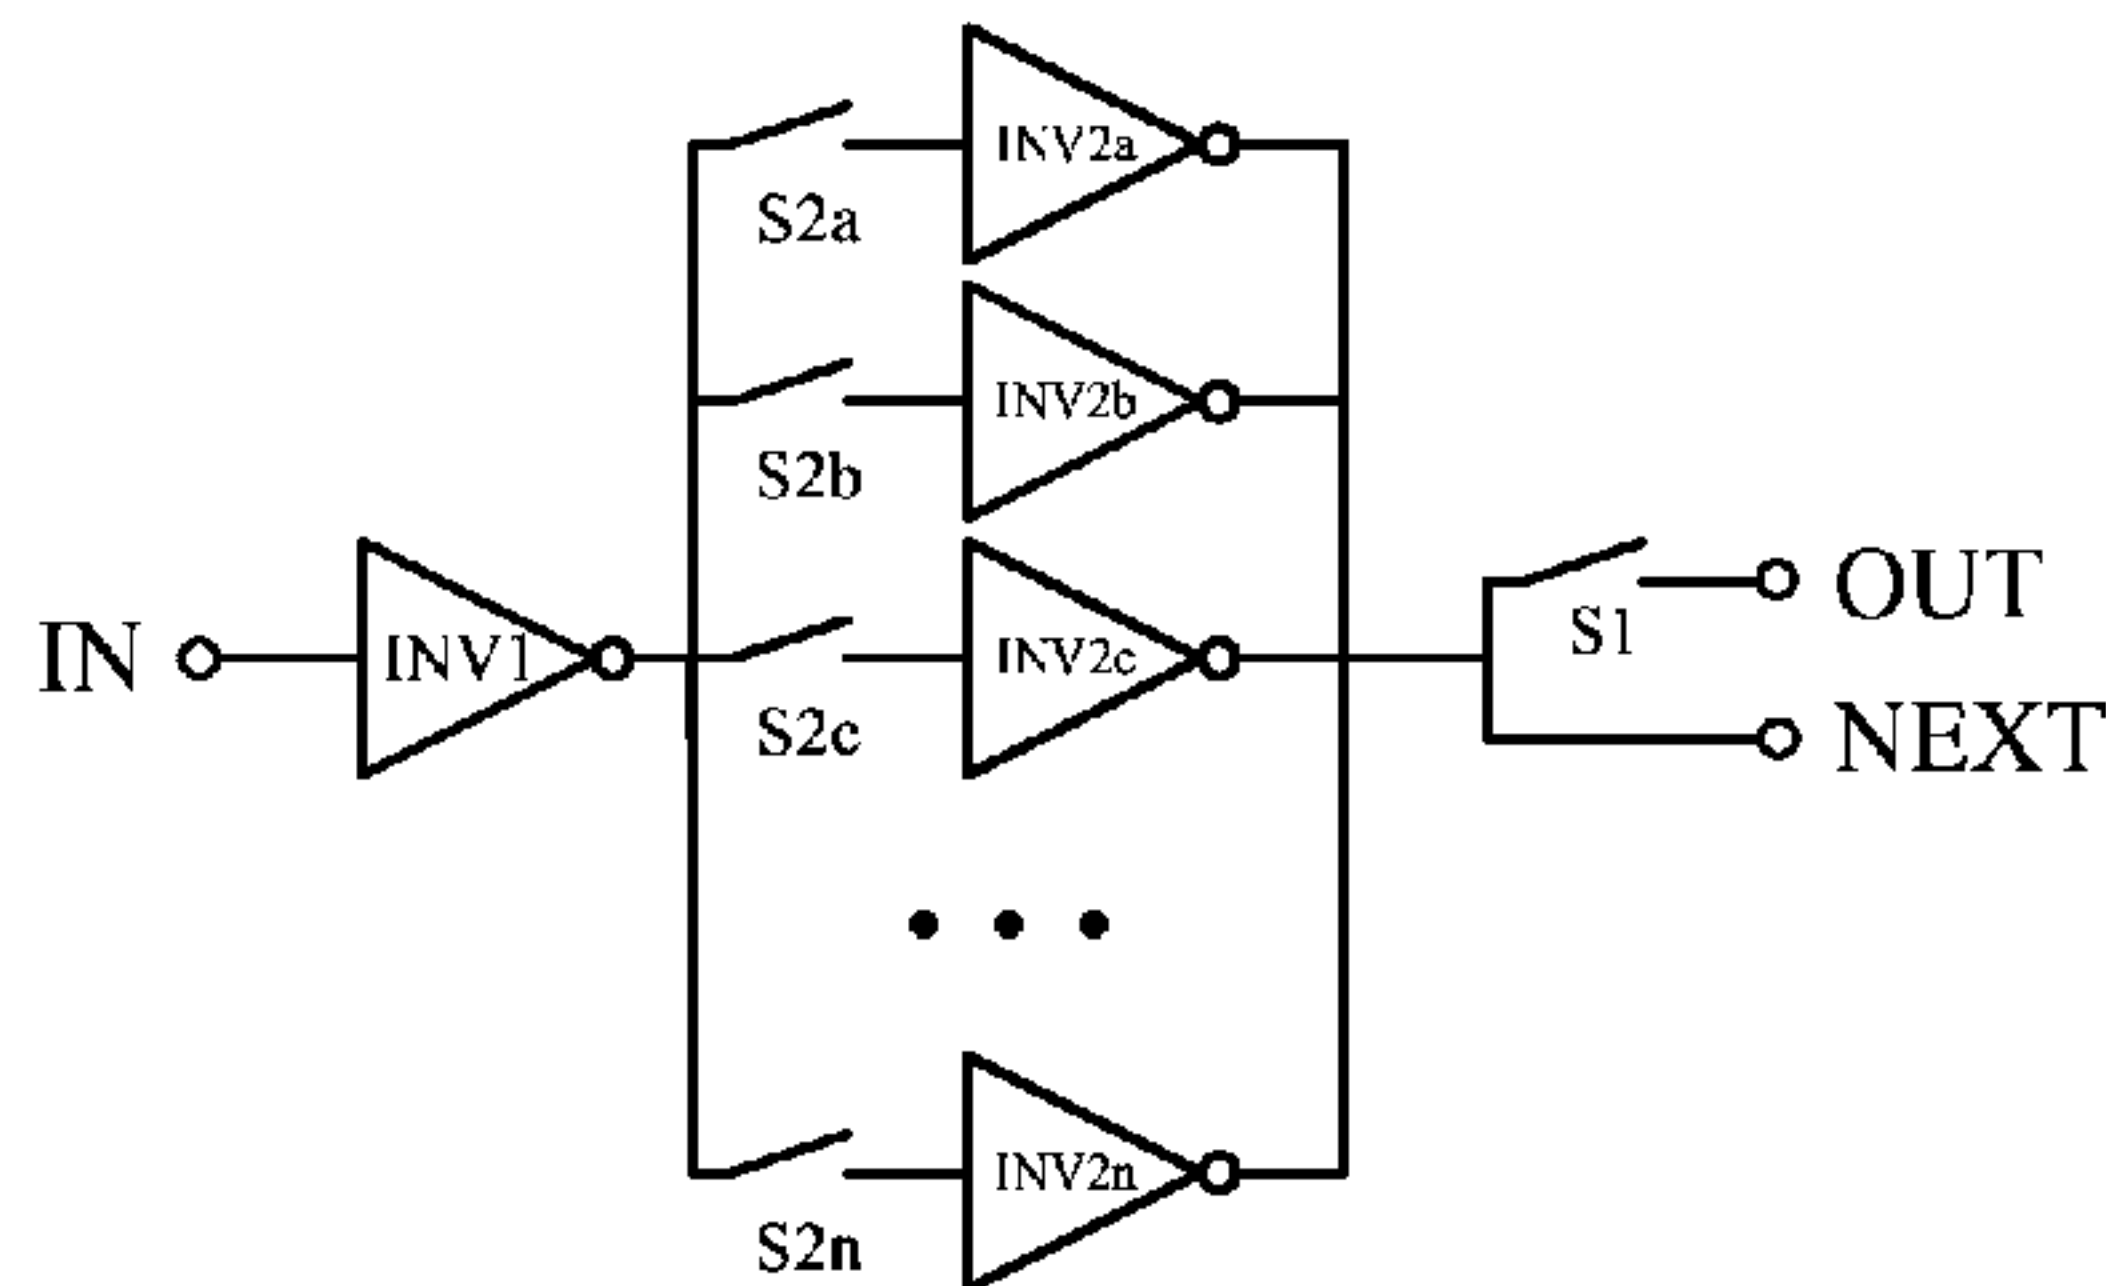 INV2a
S2a
INV2b
S2b
IN
INV1
INV2c
S2c
OUT
S1
NEXT
INV2n
S2n